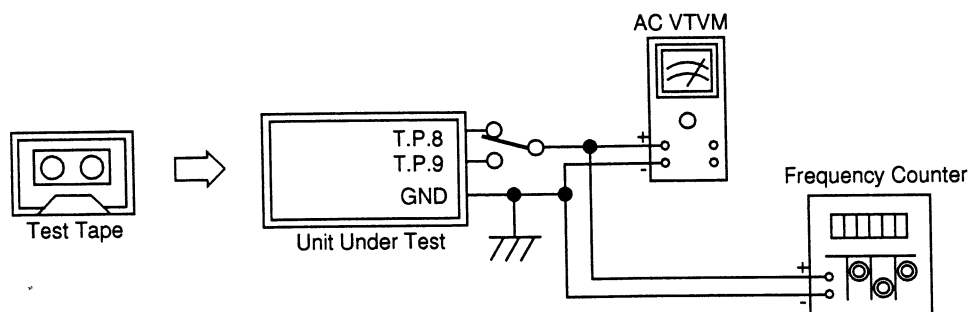 AC VTVM
T.P.8
T.P.9
GND
+
-
Test Tape
Unit Under Test
Frequency Counter
+
-